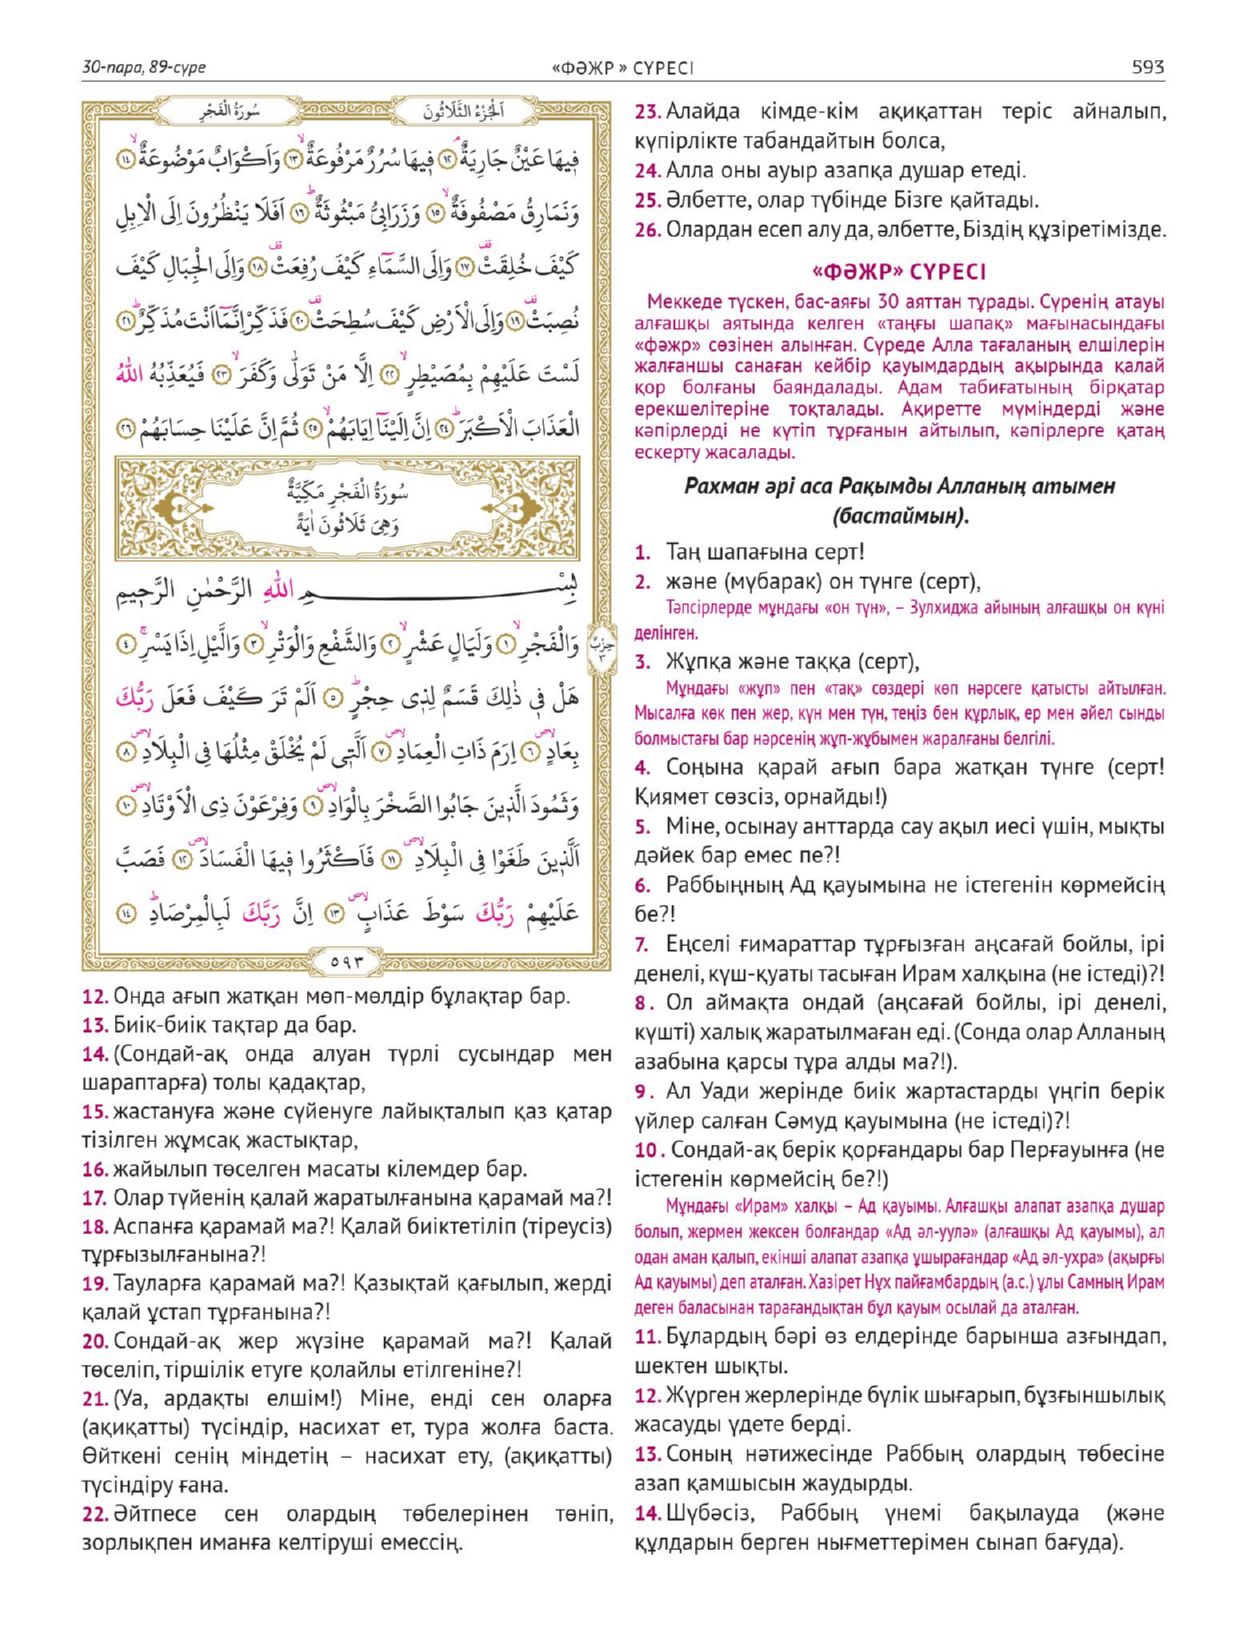 30-пара, 89-сүре
«ФӘЖР » СҮРЕСІ
593
سُورَةُ الْفَجْرِ
اَلْجُزْءُ الثَّلَاثُونَ
فٖيهَا عَيْنٌ جَارِيَةٌۢ ﴿١٢﴾ فٖيهَا سُرُرٌ مَرْفُوعَةٌۙ ﴿١٣﴾ وَاَكْوَابٌ مَوْضُوعَةٌۙ ﴿١٤﴾
وَنَمَارِقُ مَصْفُوفَةٌۙ ﴿١٥﴾ وَزَرَابِيُّ مَبْثُوثَةٌؕ ﴿١٦﴾ اَفَلَا يَنْظُرُونَ اِلَى الْاِبِلِ
كَيْفَ خُلِقَتْ۠ ﴿١٧﴾ وَاِلَى السَّمَٓاءِ كَيْفَ رُفِعَتْ۠ ﴿١٨﴾ وَاِلَى الْجِبَالِ كَيْفَ
نُصِبَتْ۠ ﴿١٩﴾ وَاِلَى الْاَرْضِ كَيْفَ سُطِحَتْ۠ ﴿٢٠﴾ فَذَكِّرْ اِنَّمَٓا اَنْتَ مُذَكِّرٌؕ ﴿٢١﴾
لَسْتَ عَلَيْهِمْ بِمُصَيْطِرٍۙ ﴿٢٢﴾ اِلَّا مَنْ تَوَلّٰى وَكَفَرَۙ ﴿٢٣﴾ فَيُعَذِّبُهُ اللّٰهُ
الْعَذَابَ الْاَكْبَرَؕ ﴿٢٤﴾ اِنَّ اِلَيْنَٓا اِيَابَهُمْۙ ﴿٢٥﴾ ثُمَّ اِنَّ عَلَيْنَا حِسَابَهُمْ ﴿٢٦﴾
سُورَةُ الْفَجْرِ مَكِّيَّةٌ
وَهِيَ ثَلَاثُونَ اٰيَةً
بِسْمِ اللّٰهِ الرَّحْمٰنِ الرَّحٖيمِ
وَالْفَجْرِۙ ﴿١﴾ وَلَيَالٍ عَشْرٍۙ ﴿٢﴾ وَالشَّفْعِ وَالْوَتْرِۙ ﴿٣﴾ وَالَّيْلِ اِذَا يَسْرِۚ ﴿٤﴾
حزب ٣
هَلْ فٖي ذٰلِكَ قَسَمٌ لِذٖي حِجْرٍؕ ﴿٥﴾ اَلَمْ تَرَ كَيْفَ فَعَلَ رَبُّكَ
بِعَادٍۙ ﴿٦﴾ اِرَمَ ذَاتِ الْعِمَادِۙ ﴿٧﴾ اَلَّتٖي لَمْ يُخْلَقْ مِثْلُهَا فِي الْبِلَادِۙ ﴿٨﴾
وَثَمُودَ الَّذٖينَ جَابُوا الصَّخْرَ بِالْوَادِۙ ﴿٩﴾ وَفِرْعَوْنَ ذِي الْاَوْتَادِۙ ﴿١٠﴾
اَلَّذٖينَ طَغَوْا فِي الْبِلَادِۙ ﴿١١﴾ فَاَكْثَرُوا فٖيهَا الْفَسَادَۙ ﴿١٢﴾ فَصَبَّ
عَلَيْهِمْ رَبُّكَ سَوْطَ عَذَابٍۙ ﴿١٣﴾ اِنَّ رَبَّكَ لَبِالْمِرْصَادِؕ ﴿١٤﴾
٥٩٣
12. Онда ағып жатқан мөп-мөлдір бұлақтар бар.
13. Биік-биік тақтар да бар.
14. (Сондай-ақ онда алуан түрлі сусындар мен
шараптарға) толы қадақтар,
15. жастануға және сүйенуге лайықталып қаз қатар
тізілген жұмсақ жастықтар,
16. жайылып төселген масаты кілемдер бар.
17. Олар түйенің қалай жаратылғанына қарамай ма?!
18. Аспанға қарамай ма?! Қалай биіктетіліп (тіреусіз)
тұрғызылғанына?!
19. Тауларға қарамай ма?! Қазықтай қағылып, жерді
қалай ұстап тұрғанына?!
20. Сондай-ақ жер жүзіне қарамай ма?! Қалай
төселіп, тіршілік етуге қолайлы етілгеніне?!
21. (Уа, ардақты елшім!) Міне, енді сен оларға
(ақиқатты) түсіндір, насихат ет, тура жолға баста.
Өйткені сенің міндетің – насихат ету, (ақиқатты)
түсіндіру ғана.
22. Әйтпесе сен олардың төбелерінен төніп,
зорлықпен иманға келтіруші емессің.
23. Алайда кімде-кім ақиқаттан теріс айналып,
күпірлікте табандайтын болса,
24. Алла оны ауыр азапқа душар етеді.
25. Әлбетте, олар түбінде Бізге қайтады.
26. Олардан есеп алу да, әлбетте, Біздің құзіретімізде.
«ФӘЖР» СҮРЕСІ
Меккеде түскен, бас-аяғы 30 аяттан тұрады. Сүренің атауы
алғашқы аятында келген «таңғы шапақ» мағынасындағы
«фәжр» сөзінен алынған. Сүреде Алла тағаланың елшілерін
жалғаншы санаған кейбір қауымдардың ақырында қалай
қор болғаны баяндалады. Адам табиғатының бірқатар
ерекшелітеріне тоқталады. Ақиретте мүміндерді және
кәпірлерді не күтіп тұрғанын айтылып, кәпірлерге қатаң
ескерту жасалады.
Рахман әрі аса Рақымды Алланың атымен
(бастаймын).
1. Таң шапағына серт!
2. және (мүбарак) он түнге (серт),
Тәпсірлерде мұндағы «он түн», – Зулхиджа айының алғашқы он күні
делінген.
3. Жұпқа және таққа (серт),
Мұндағы «жұп» пен «тақ» сөздері көп нәрсеге қатысты айтылған.
Мысалға көк пен жер, күн мен түн, теңіз бен құрлық, ер мен әйел сынды
болмыстағы бар нәрсенің жұп-жұбымен жаралғаны белгілі.
4. Соңына қарай ағып бара жатқан түнге (серт!
Қиямет сөзсіз, орнайды!)
5. Міне, осынау анттарда сау ақыл иесі үшін, мықты
дәйек бар емес пе?!
6. Раббыңның Ад қауымына не істегенін көрмейсің
бе?!
7. Еңселі ғимараттар тұрғызған аңсағай бойлы, ірі
денелі, күш-қуаты тасыған Ирам халқына (не істеді)?!
8. Ол аймақта ондай (аңсағай бойлы, ірі денелі,
күшті) халық жаратылмаған еді. (Сонда олар Алланың
азабына қарсы тұра алды ма?!).
9. Ал Уади жерінде биік жартастарды үңгіп берік
үйлер салған Сәмуд қауымына (не істеді)?!
10. Сондай-ақ берік қорғандары бар Перғауынға (не
істегенін көрмейсің бе?!)
Мұндағы «Ирам» халқы – Ад қауымы. Алғашқы алапат азапқа душар
болып, жермен жексен болғандар «Ад әл-уулә» (алғашқы Ад қауымы), ал
одан аман қалып, екінші алапат азапқа ұшырағандар «Ад әл-ухра» (ақырғы
Ад қауымы) деп аталған. Хазірет Нұх пайғамбардың (а.с.) ұлы Самның Ирам
деген баласынан тарағандықтан бұл қауым осылай да аталған.
11. Бұлардың бәрі өз елдерінде барынша азғындап,
шектен шықты.
12. Жүрген жерлерінде бүлік шығарып, бұзғыншылық
жасауды үдете берді.
13. Соның нәтижесінде Раббың олардың төбесіне
азап қамшысын жаудырды.
14. Шүбәсіз, Раббың үнемі бақылауда (және
құлдарын берген нығметтерімен сынап бағуда).